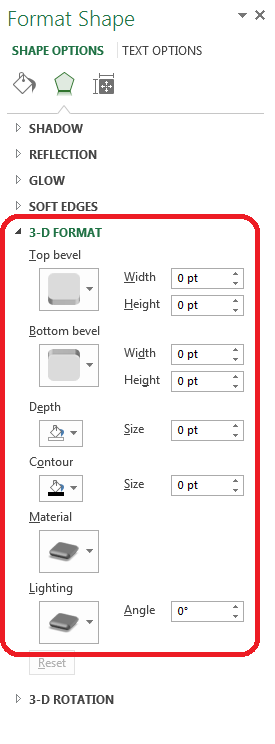 Format Shape
SHAPE OPTIONS TEXT OPTIONS
SHADOW
REFLECTION
GLOW
SOFT EDGES
3-D FORMAT
Top bevel
Width 0 pt
Height 0 pt
Bottom bevel
Width 0 pt
Height 0 pt
Depth
Size 0 pt
Contour
Size 0 pt
Material
Lighting
Angle 0°
Reset
3-D ROTATION